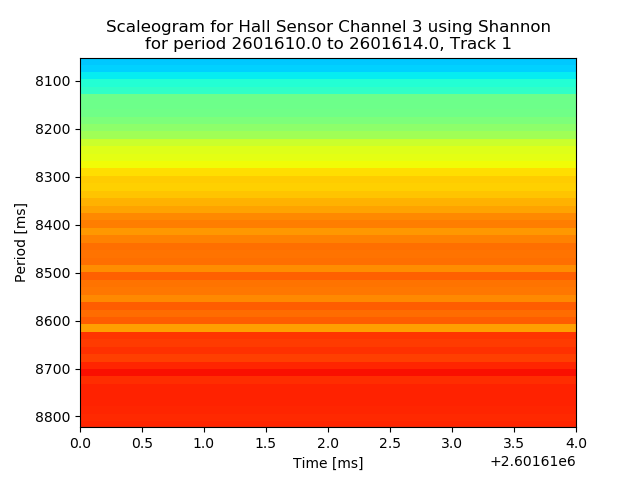 Scaleogram for Hall Sensor Channel 3 using Shannon
for period 2601610.0 to 2601614.0, Track 1
8100
8200
8300
8400
8500
8600
8700
8800
Period [ms]
0.0 0.5 1.0 1.5 2.0 2.5 3.0 3.5 4.0
Time [ms]
+2.60161e6